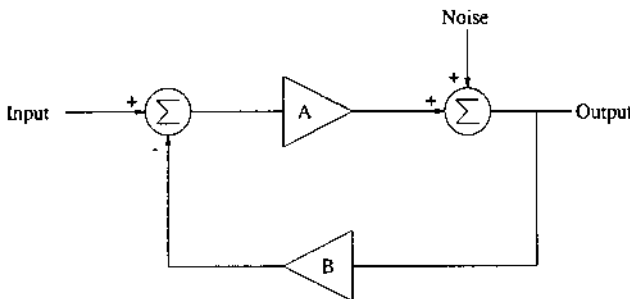 Noise
+
+ Σ A + Σ
Input Output
-
B